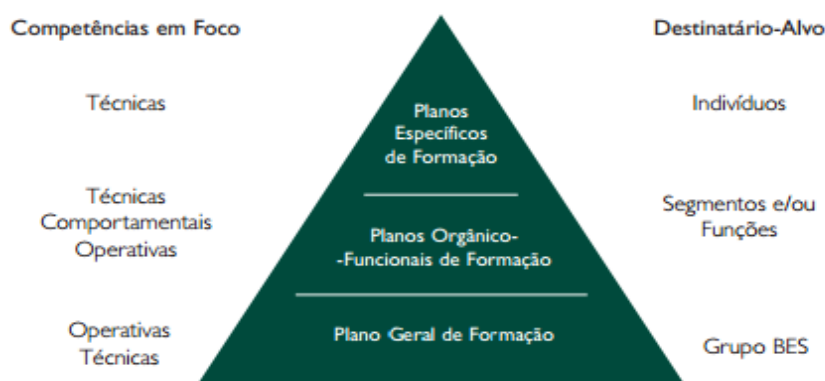 Competências em Foco
Destinatário-Alvo
Técnicas
Planos
Específicos
de Formação
Indivíduos
Técnicas
Comportamentais
Operativas
Planos Orgânico-
-Funcionais de Formação
Segmentos e/ou
Funções
Operativas
Técnicas
Plano Geral de Formação
Grupo BES